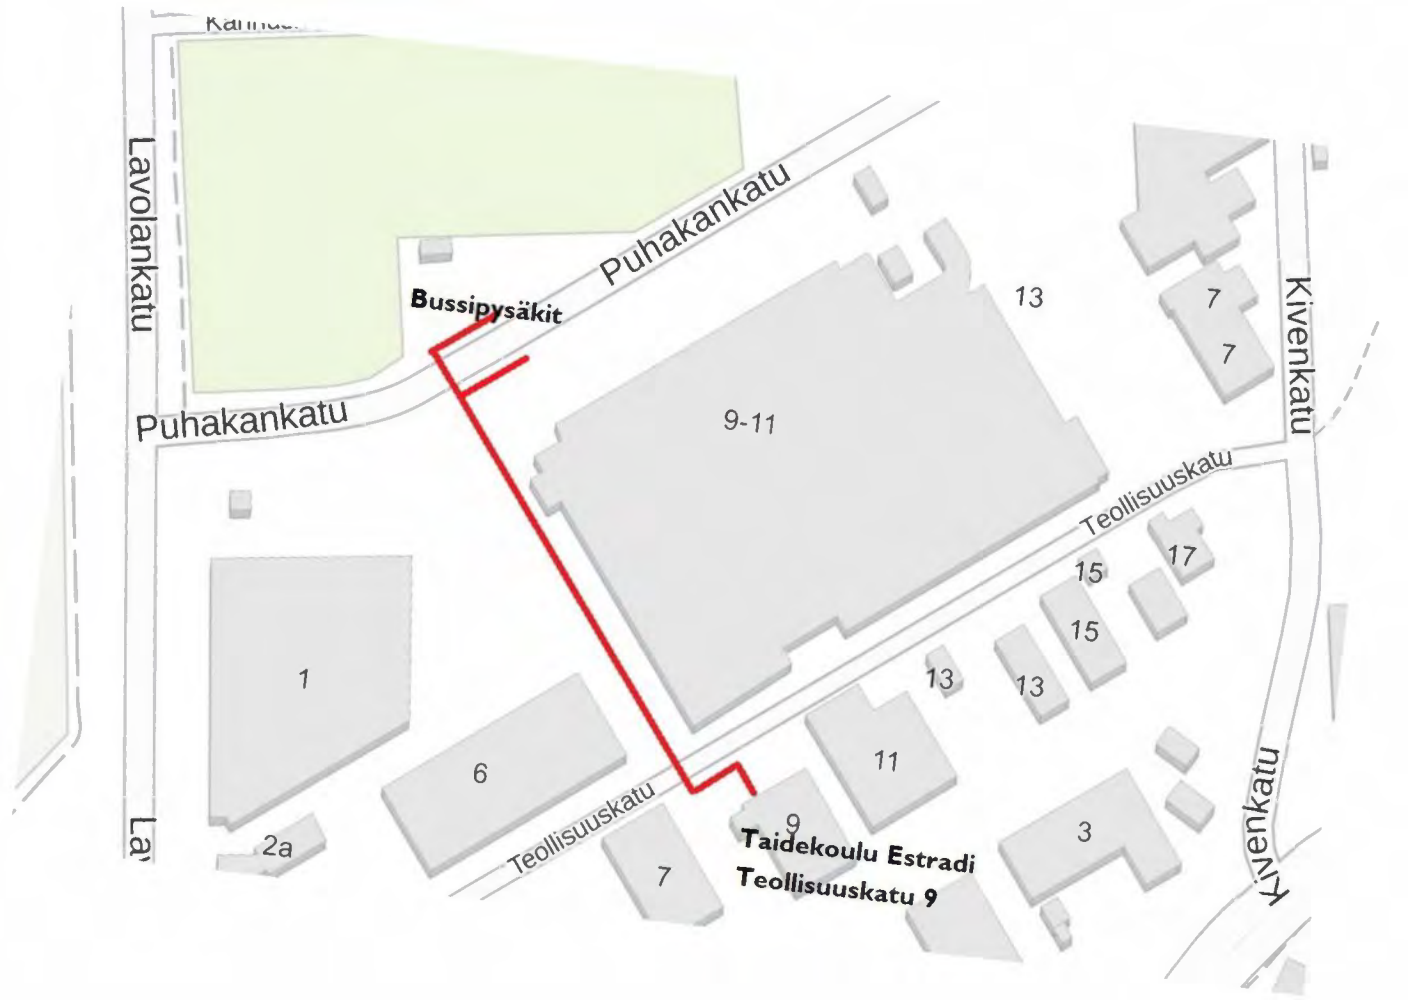 Lavolankatu
Puhakankatu
Bussipysäkit
13
7
7
Kivenkatu
Puhakankatu
9-11
Teollisuuskatu
17
15
15
1
13
13
6
11
Teollisuuskatu
9
3
Kivenkatu
2a
7
Taidekoulu Estradi
Teollisuuskatu 9